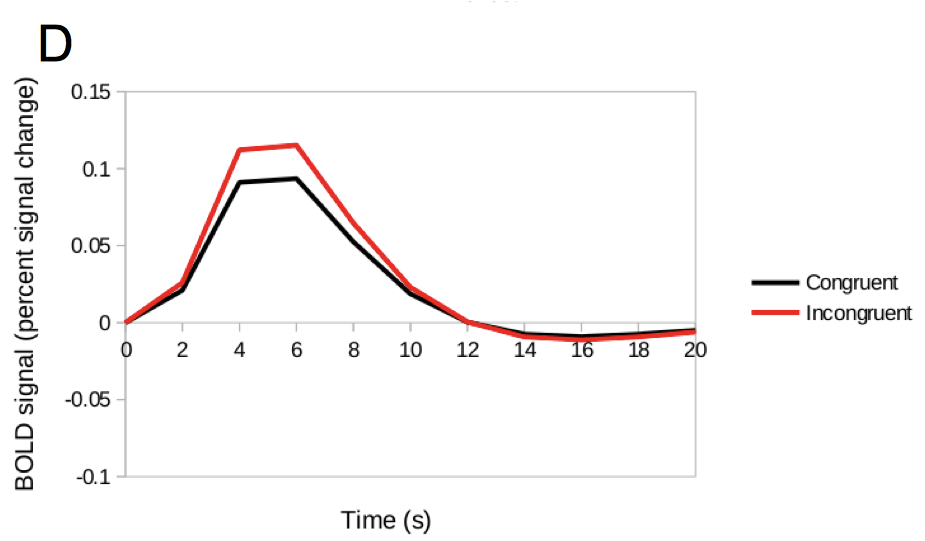 D
BOLD signal (percent signal change)
0.15
0.1
0.05
0
-0.05
-0.1
0 2 4 6 8 10 12 14 16 18 20
Time (s)
Congruent
Incongruent